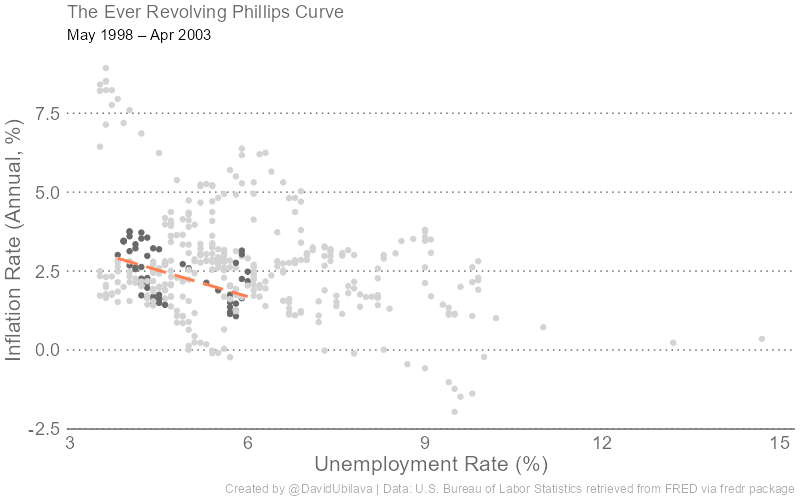 The Ever Revolving Phillips Curve
May 1998 – Apr 2003
Inflation Rate (Annual, %)
7.5
5.0
2.5
0.0
-2.5
3 6 9 12 15
Unemployment Rate (%)
Created by @DavidUbilava | Data: U.S. Bureau of Labor Statistics retrieved from FRED via fredr package